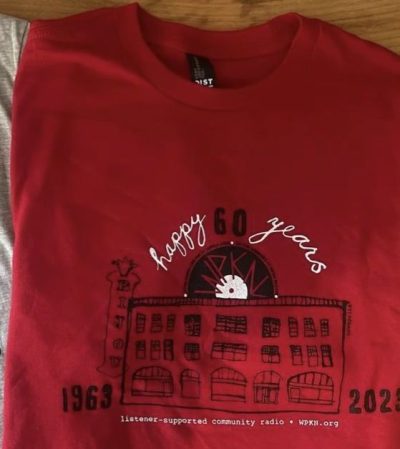 happy 60 years
WPKN
BIJOU
1963 2023
listener-supported community radio • WPKN.org